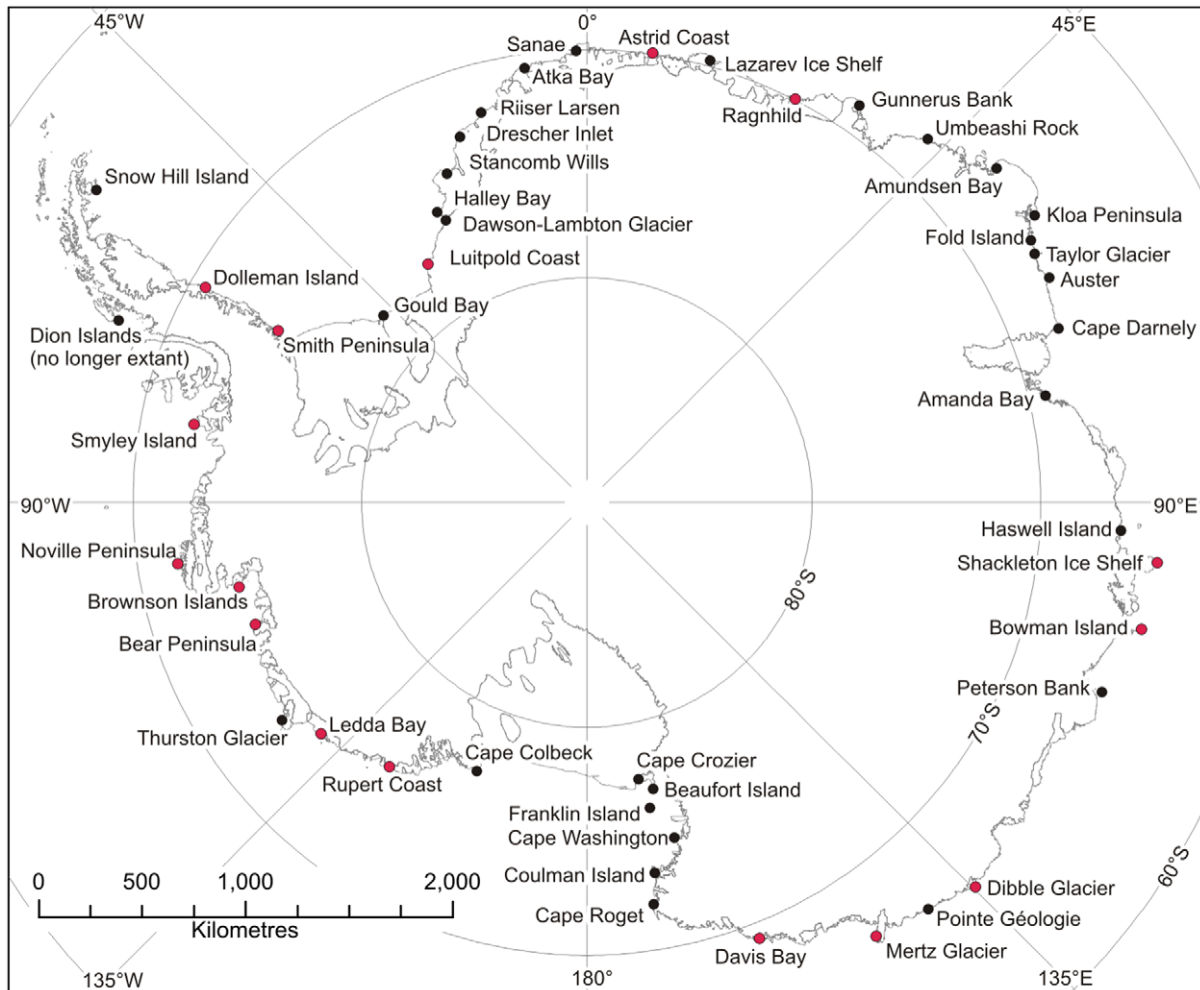 45°W
0°
45°E
Sanae
Astrid Coast
Atka Bay
Lazarev Ice Shelf
Riiser Larsen
Ragnhild
Gunnerus Bank
Drescher Inlet
Umbeashi Rock
Stancomb Wills
Snow Hill Island
Amundsen Bay
Halley Bay
Dawson-Lambton Glacier
Kloa Peninsula
Fold Island
Luitpold Coast
Taylor Glacier
Dolleman Island
Auster
Gould Bay
Dion Islands
(no longer extant)
Smith Peninsula
Cape Darnely
Amanda Bay
Smyley Island
90°W
90°E
Haswell Island
Noville Peninsula
Shackleton Ice Shelf
80°S
Brownson Islands
Bowman Island
Bear Peninsula
Peterson Bank
70°S
Thurston Glacier
Ledda Bay
Cape Colbeck
Cape Crozier
Rupert Coast
Beaufort Island
Franklin Island
Cape Washington
60°S
Coulman Island
0 500 1,000 2,000
Kilometres
Dibble Glacier
Cape Roget
Pointe Géologie
Davis Bay
Mertz Glacier
135°W
180°
135°E